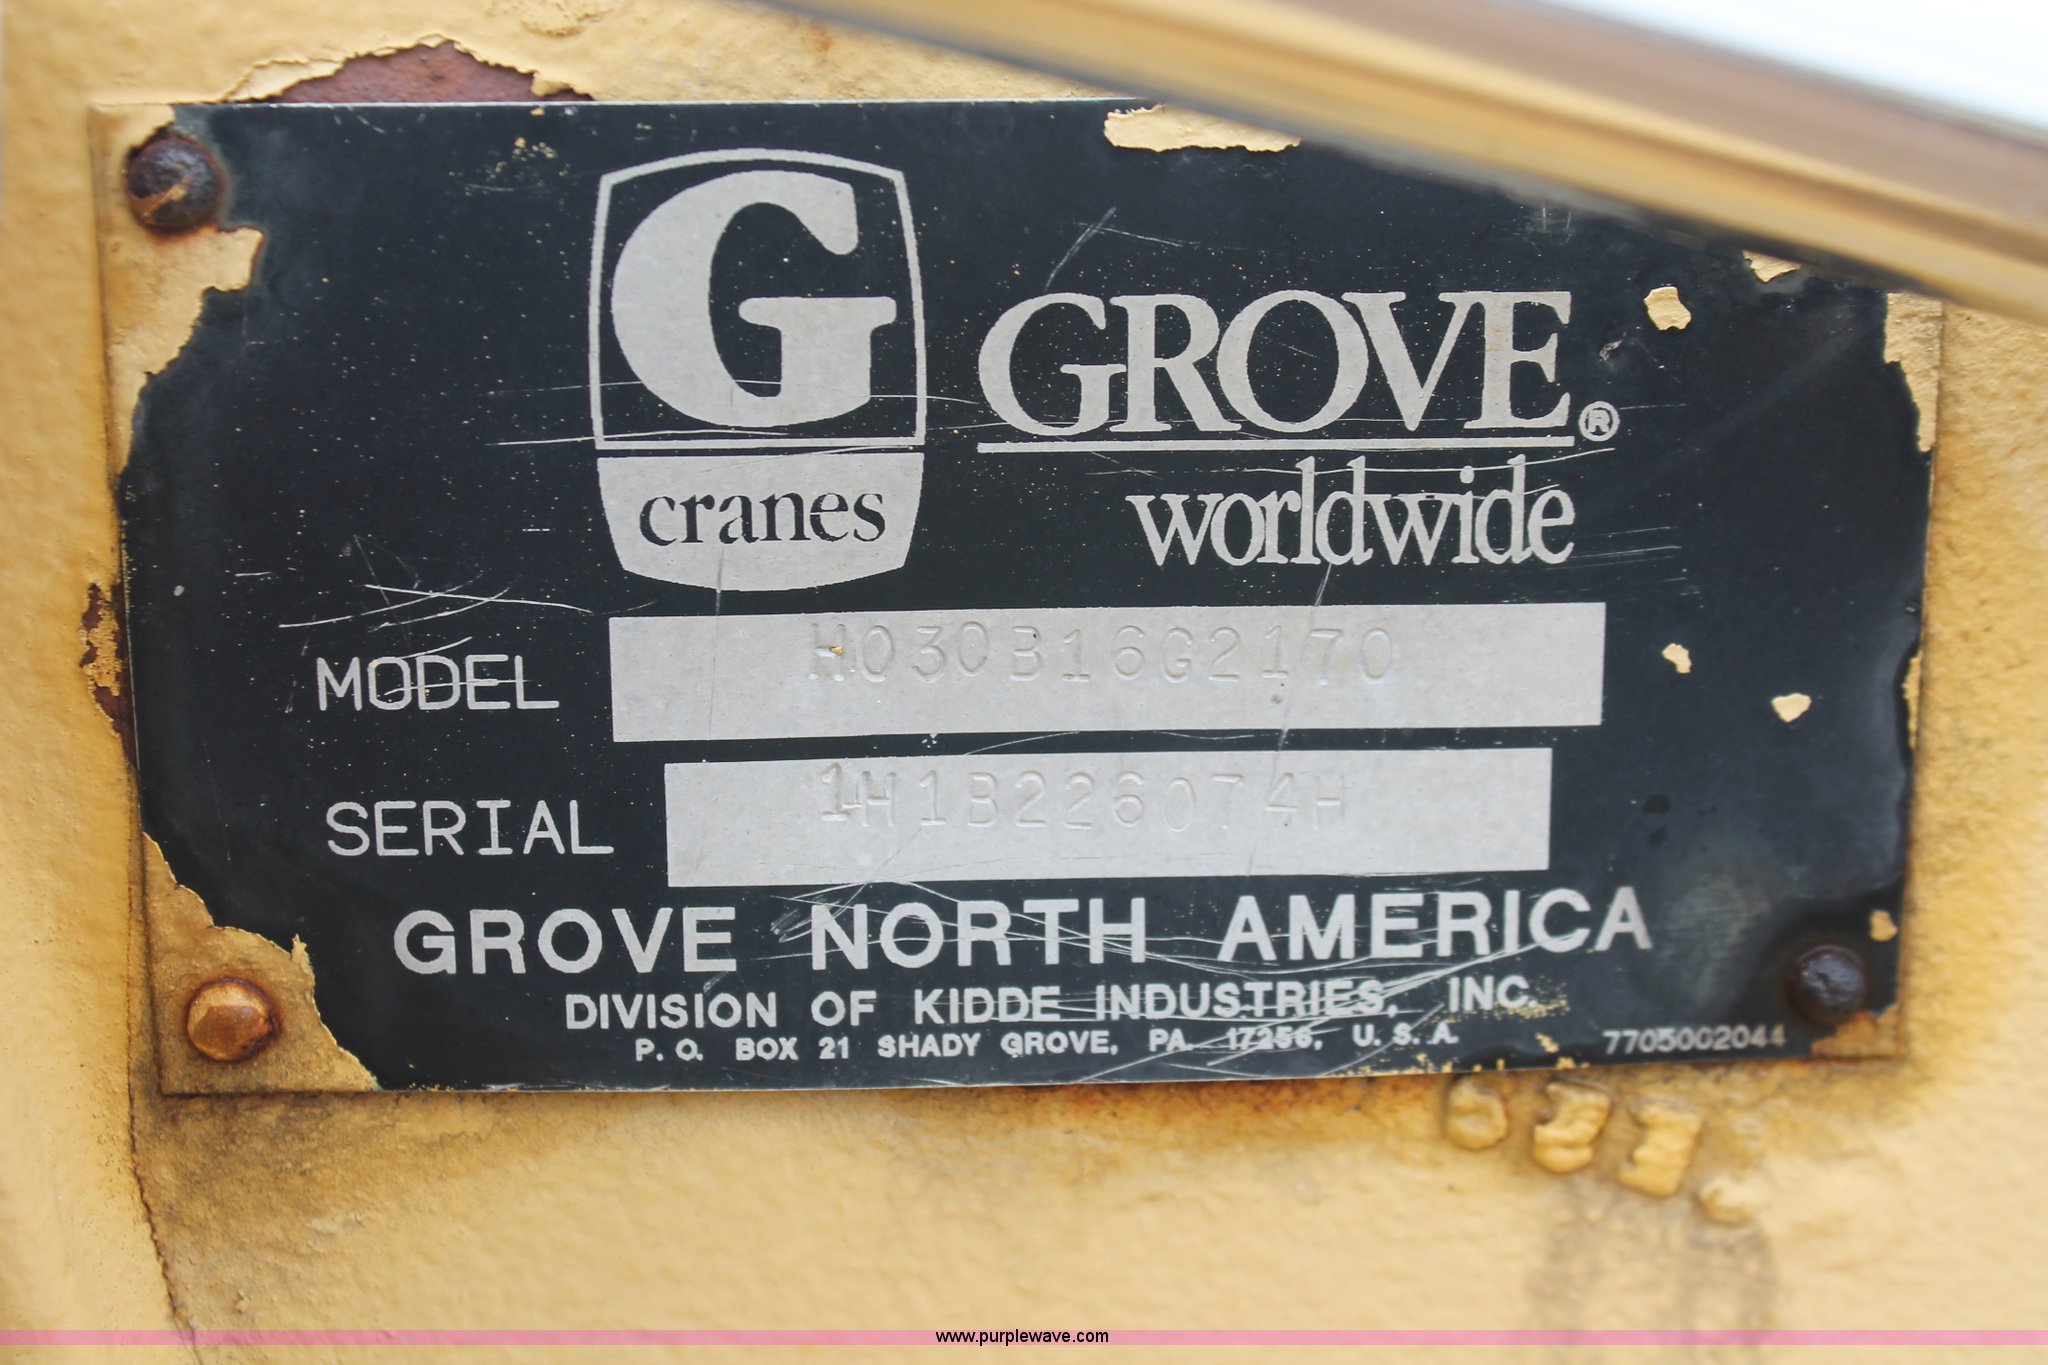 G
cranes
GROVE®
worldwide
MODEL H030B16G2170
SERIAL 1H1B226074H
GROVE NORTH AMERICA
DIVISION OF KIDDE INDUSTRIES, INC.
P. O. BOX 21 SHADY GROVE, PA. 17256, U. S. A.
7705002044
www.purplewave.com